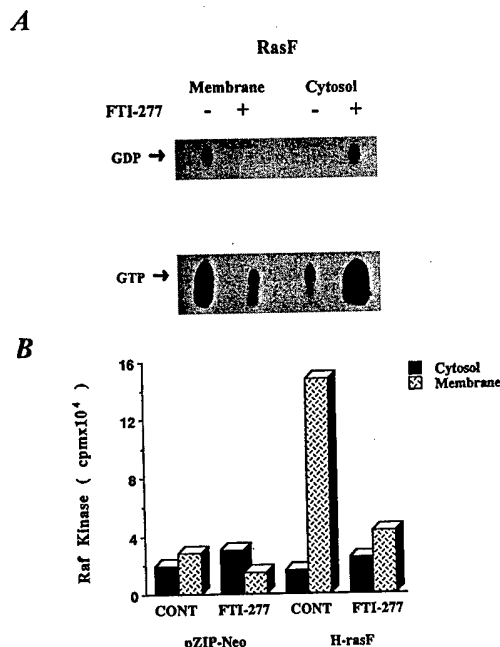 A
RasF
Membrane Cytosol
FTI-277 - + - +
GDP →
GTP →
B
16
12
8
4
0
Raf Kinase ( cpmx10⁴ )
Cytosol
Membrane
CONT FTI-277 CONT FTI-277
pZIP-Neo H-rasF